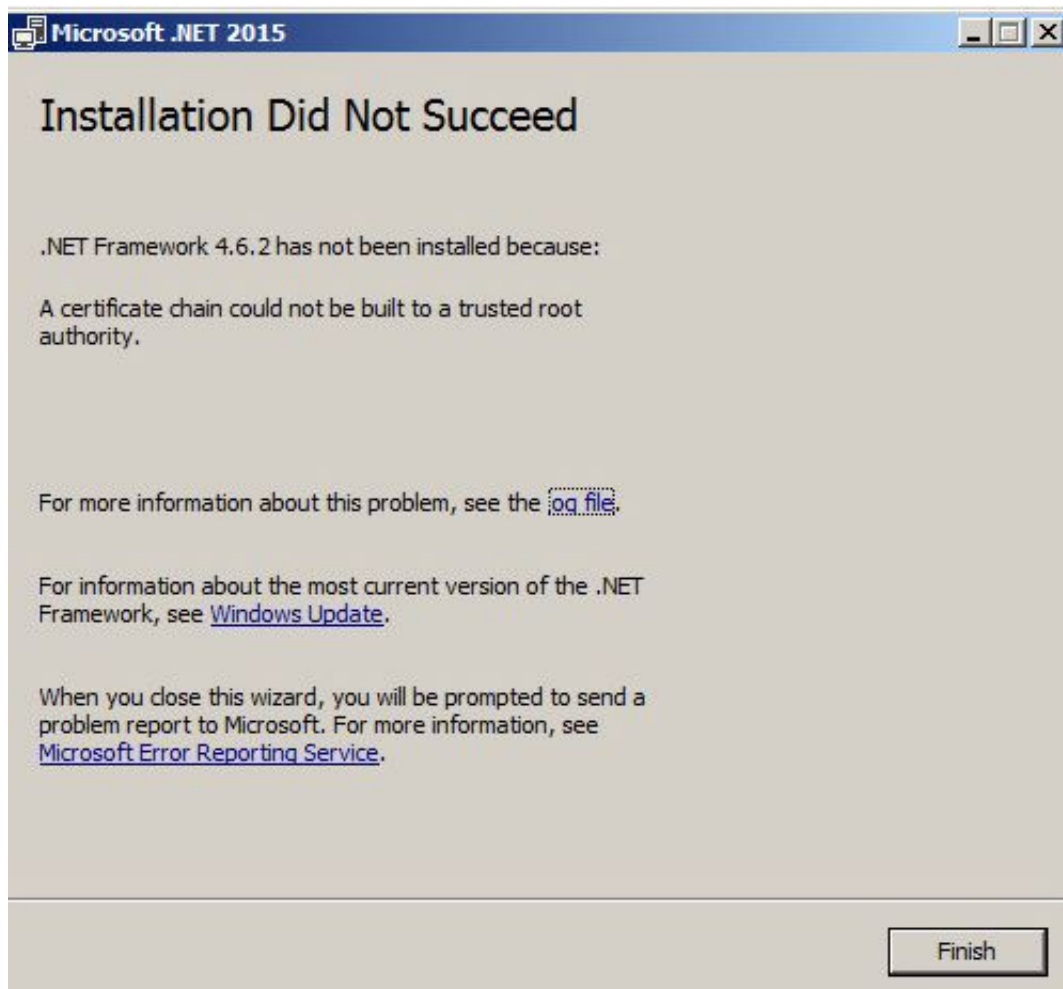 Microsoft .NET 2015
Installation Did Not Succeed
.NET Framework 4.6.2 has not been installed because:
A certificate chain could not be built to a trusted root
authority.
For more information about this problem, see the og file.
For information about the most current version of the .NET
Framework, see Windows Update.
When you close this wizard, you will be prompted to send a
problem report to Microsoft. For more information, see
Microsoft Error Reporting Service.
Finish